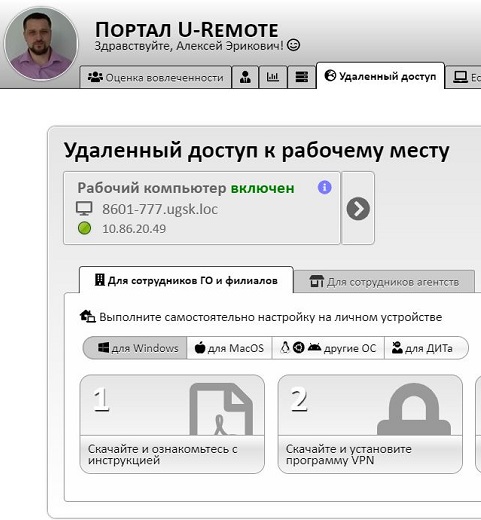 Портал U-Remote
Здравствуйте, Алексей Эрикович!
Оценка вовлеченности
Удаленный доступ
Ес
Удаленный доступ к рабочему месту
Рабочий компьютер включен
8601-777.ugsk.loc
10.86.20.49
Для сотрудников ГО и филиалов
Для сотрудников агентств
Выполните самостоятельно настройку на личном устройстве
для Windows
для MacOS
другие ОС
для ДИТа
1
Скачайте и ознакомьтесь с
инструкцией
2
Скачайте и установите
программу VPN